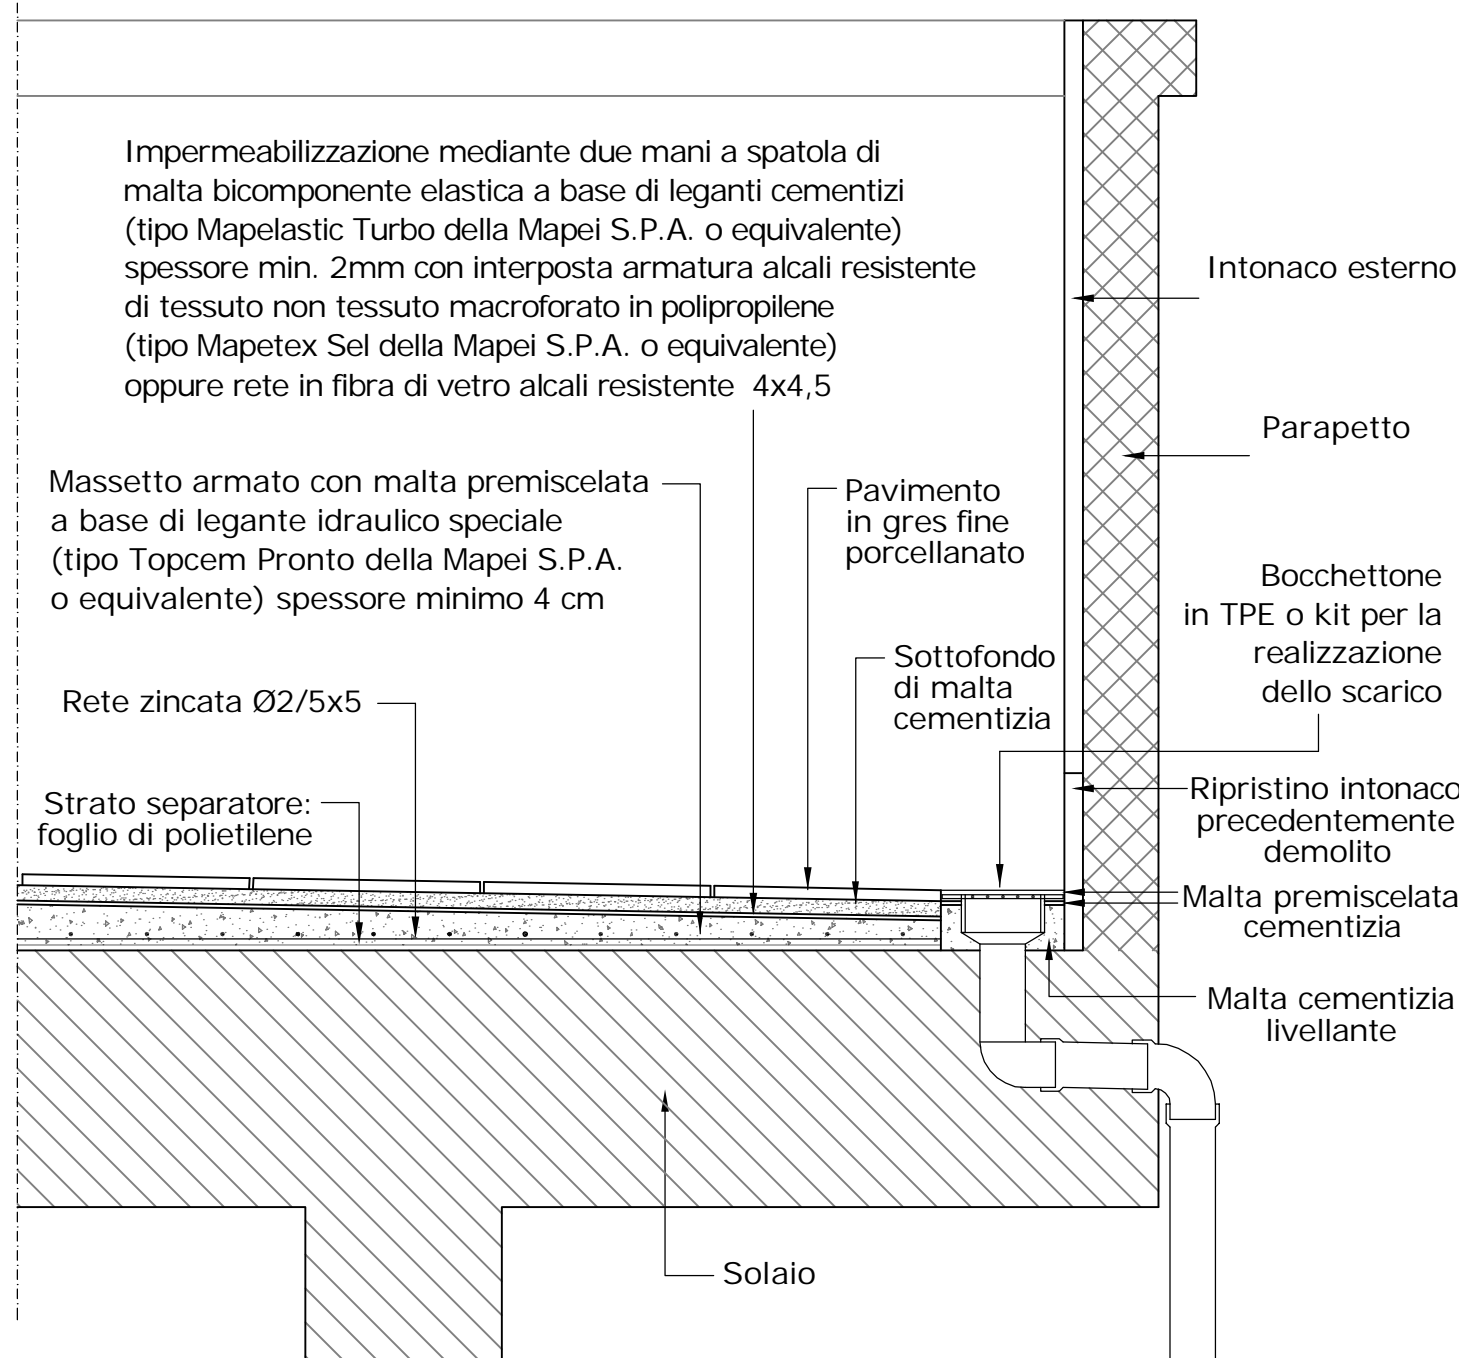 Impermeabilizzazione mediante due mani a spatola di
malta bicomponente elastica a base di leganti cementizi
(tipo Mapelastic Turbo della Mapei S.P.A. o equivalente)
spessore min. 2mm con interposta armatura alcali resistente
di tessuto non tessuto macroforato in polipropilene
(tipo Mapetex Sel della Mapei S.P.A. o equivalente)
oppure rete in fibra di vetro alcali resistente 4x4,5
Intonaco esterno
Parapetto
Massetto armato con malta premiscelata
a base di legante idraulico speciale
(tipo Topcem Pronto della Mapei S.P.A.
o equivalente) spessore minimo 4 cm
Pavimento
in gres fine
porcellanato
Bocchettone
in TPE o kit per la
realizzazione
dello scarico
Sottofondo
di malta
cementizia
Rete zincata Ø2/5x5
Strato separatore:
foglio di polietilene
Ripristino intonaco
precedentemente
demolito
Malta premiscelata
cementizia
Malta cementizia
livellante
Solaio